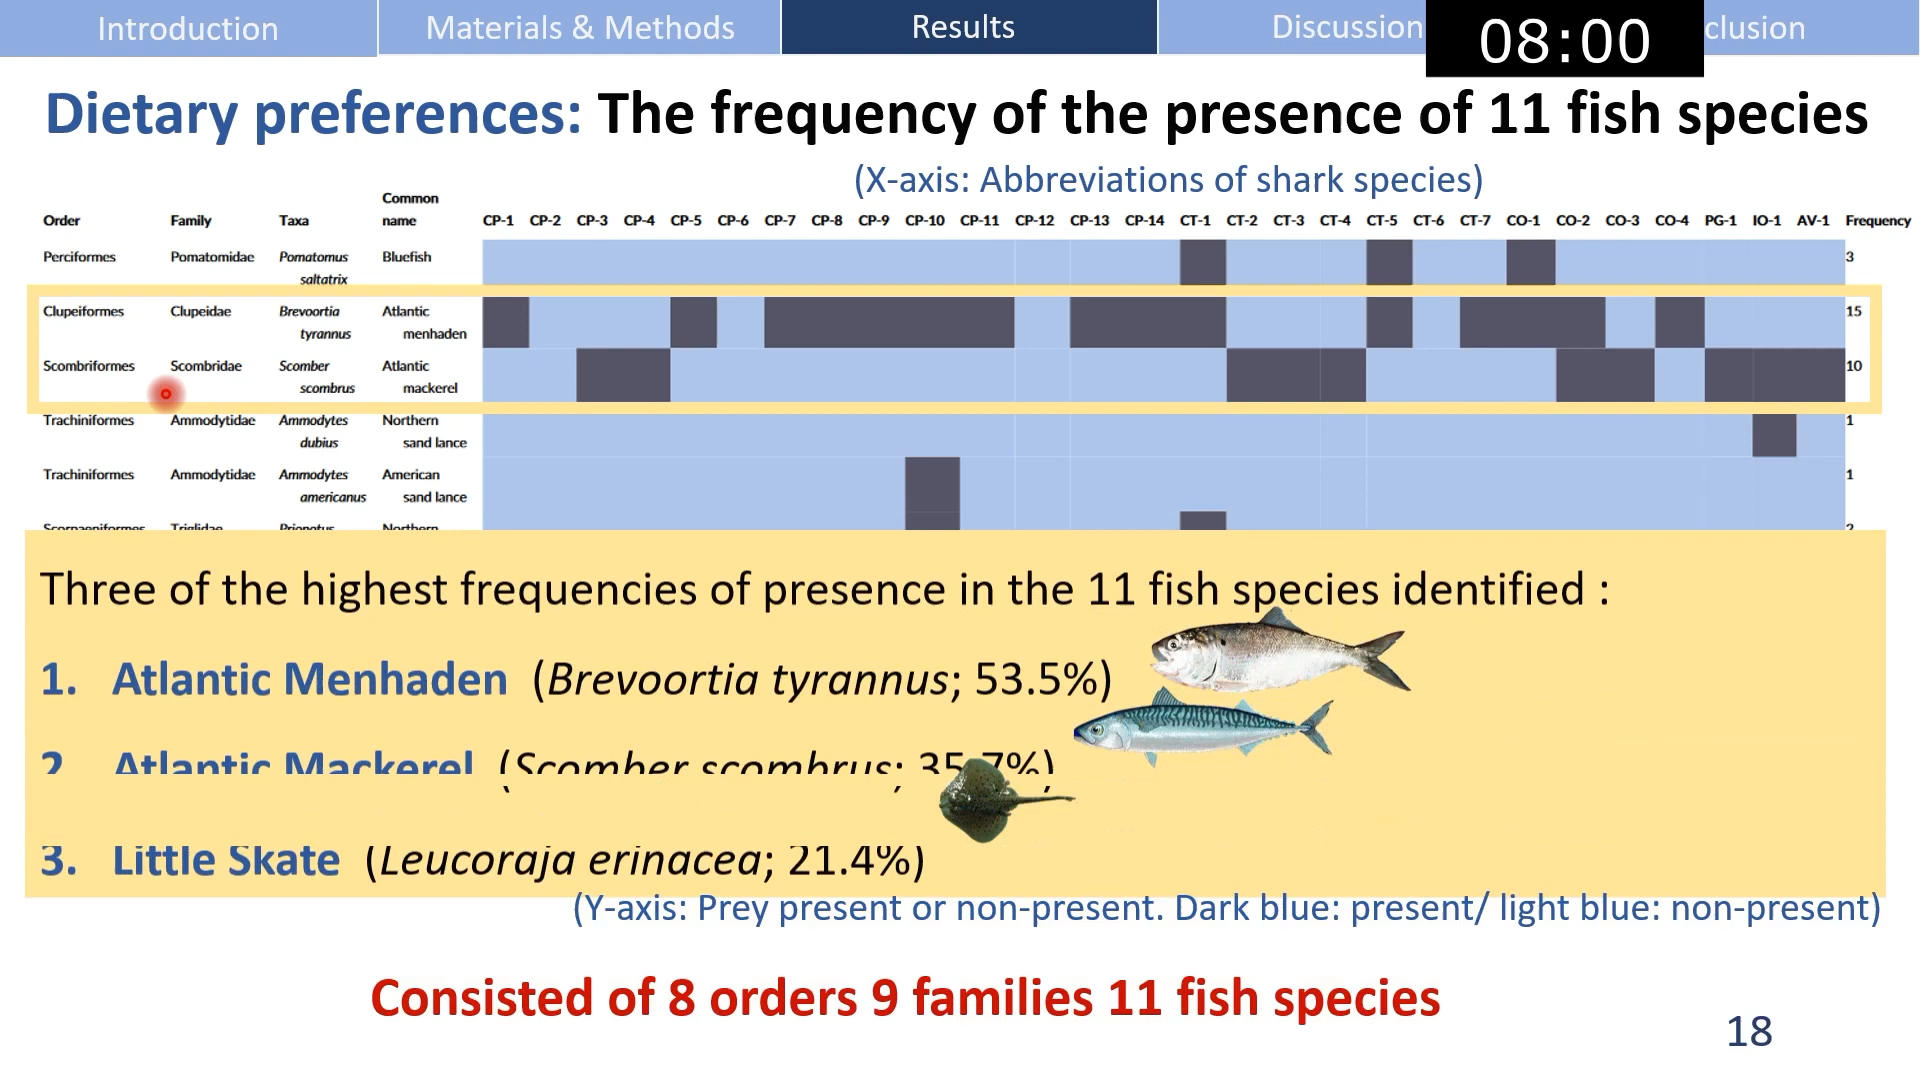 Introduction
Materials & Methods
Results
Discussion
08:00
clusion
Dietary preferences: The frequency of the presence of 11 fish species
(X-axis: Abbreviations of shark species)
Order Family Taxa Common name CP-1 CP-2 CP-3 CP-4 CP-5 CP-6 CP-7 CP-8 CP-9 CP-10 CP-11 CP-12 CP-13 CP-14 CT-1 CT-2 CT-3 CT-4 CT-5 CT-6 CT-7 CO-1 CO-2 CO-3 CO-4 PG-1 IO-1 AV-1 Frequency
Perciformes Pomatomidae Pomatomus Bluefish 3
saltatrix
Clupeiformes Clupeidae Brevoortia Atlantic 15
tyrannus menhaden
Scombriformes Scombridae Scomber Atlantic 10
scombrus mackerel
Trachiniformes Ammodytidae Ammodytes Northern 1
dubius sand lance
Trachiniformes Ammodytidae Ammodytes American 1
americanus sand lance
Scorpaeniformes Triglidae Prionotus Northern 2
Three of the highest frequencies of presence in the 11 fish species identified :
1. Atlantic Menhaden (Brevoortia tyrannus; 53.5%)
2. Atlantic Mackerel (Scomber scombrus; 35.7%)
3. Little Skate (Leucoraja erinacea; 21.4%)
(Y-axis: Prey present or non-present. Dark blue: present/ light blue: non-present)
Consisted of 8 orders 9 families 11 fish species
18